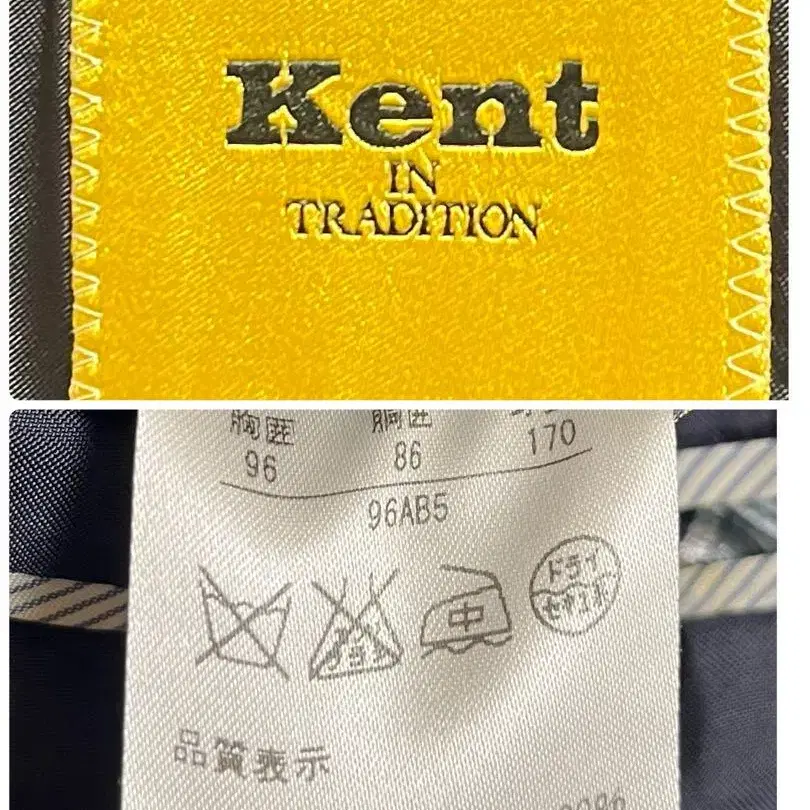 Kent
IN
TRADITION
胸囲 胴囲
96 86 170
96AB5
中
ドライ
セキユ系
品質表示